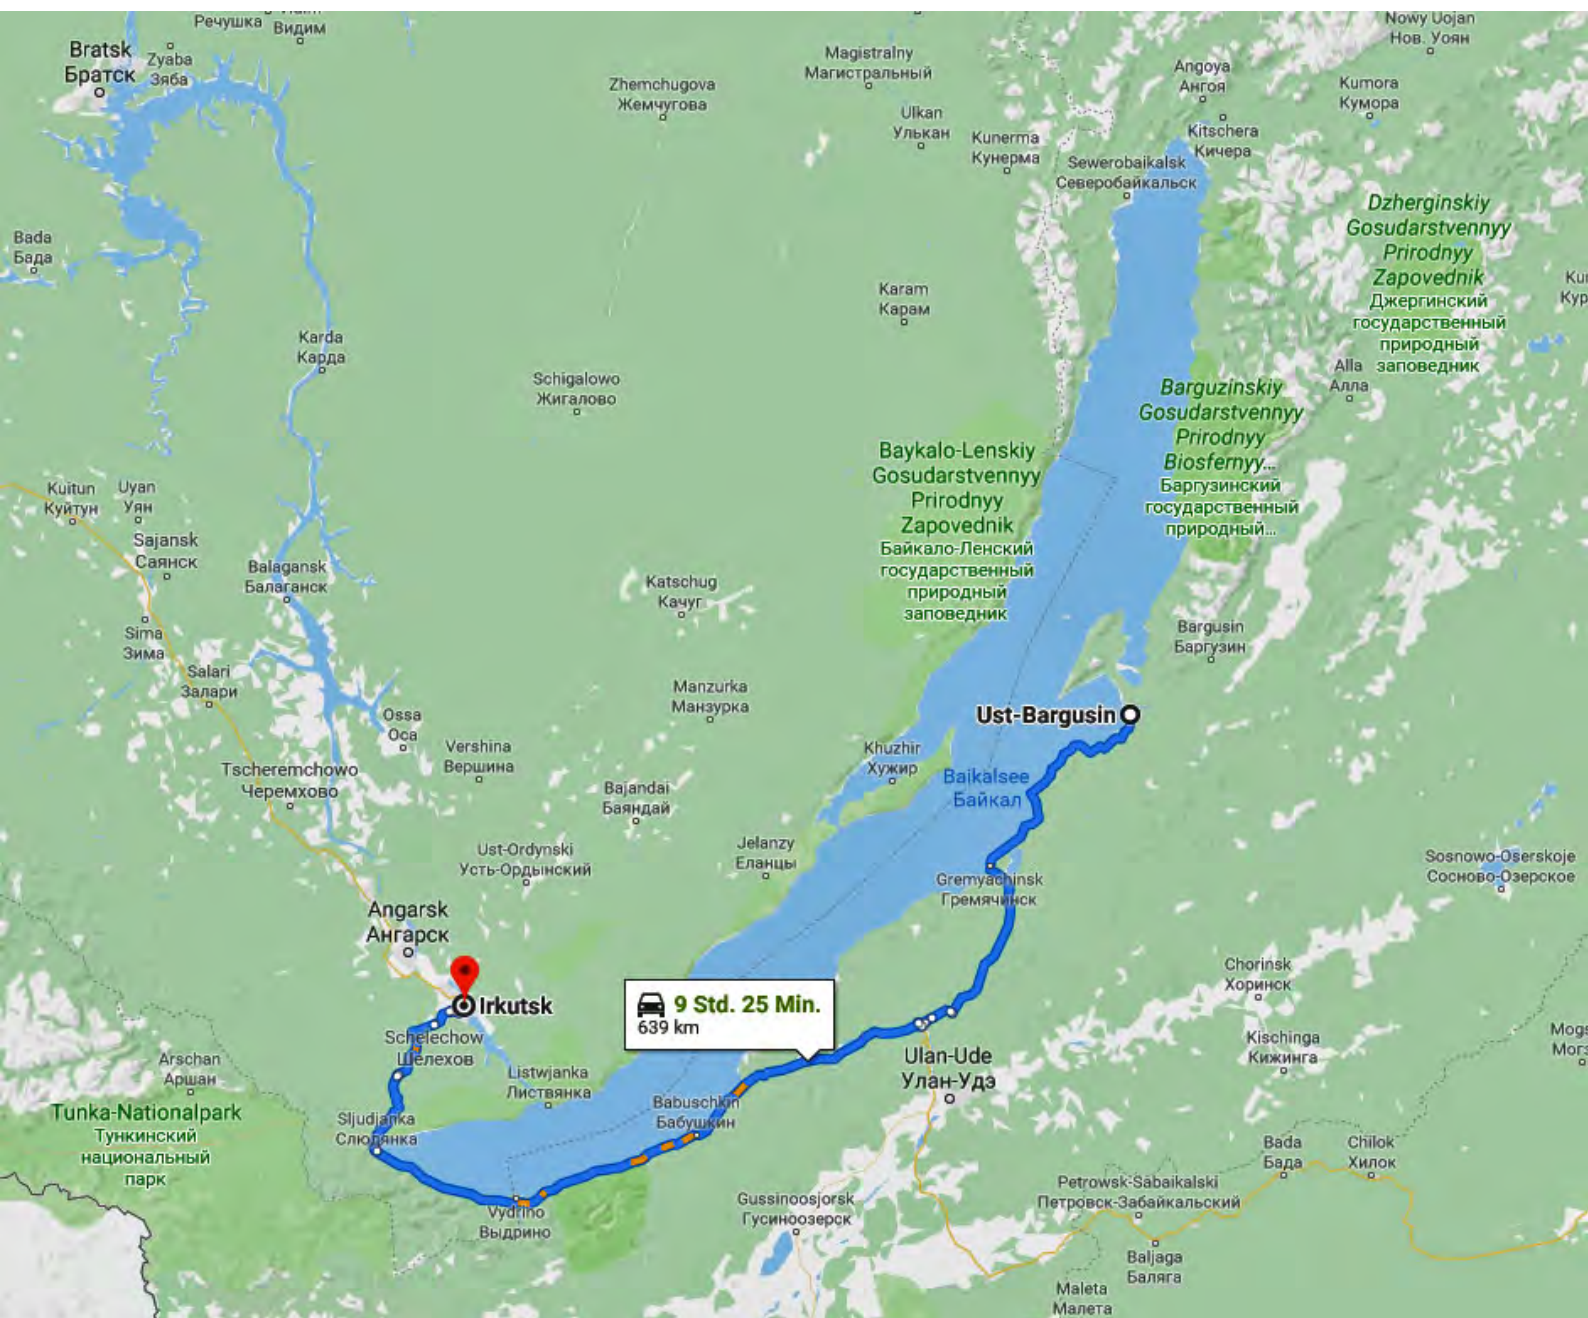 Речушка
Видим
Bratsk
Братск
Zyaba
Зяба
Magistralny
Магистральный
Zhemchugova
Жемчугова
Ulkan
Улькан
Kunerma
Кунерма
Nowy Uojan
Нов. Уоян
Angoya
Ангоя
Kumora
Кумора
Kitschera
Кичера
Sewerobaikalsk
Северобайкальск
Dzherginskiy
Gosudarstvennyy
Prirodnyy
Zapovednik
Джергинский
государственный
природный
заповедник
Bada
Бада
Karam
Карам
Karda
Карда
Schigalowo
Жигалово
Alla
Алла
Barguzinskiy
Gosudarstvennyy
Prirodnyy
Biosfernyy...
Баргузинский
государственный
природный...
Baykalo-Lenskiy
Gosudarstvennyy
Prirodnyy
Zapovednik
Байкало-Ленский
государственный
природный
заповедник
Kuitun
Куйтун
Uyan
Уян
Sajansk
Саянск
Balagansk
Балаганск
Katschug
Качуг
Sima
Зима
Bargusin
Баргузин
Salari
Залари
Manzurka
Манзурка
Ust-Bargusin
Ossa
Оса
Vershina
Вершина
Khuzhir
Хужир
Tscheremchowo
Черемхово
Baikalsee
Байкал
Bajandai
Баяндай
Ust-Ordynski
Усть-Ордынский
Jelanzy
Еланцы
Gremyachinsk
Гремячинск
Sosnowo-Oserskoje
Сосново-Озерское
Angarsk
Ангарск
Irkutsk
Chorinsk
Хоринск
9 Std. 25 Min.
639 km
Schelechow
Шелехов
Kischinga
Кижинга
Ulan-Ude
Улан-Удэ
Arschan
Аршан
Listwjanka
Листвянка
Tunka-Nationalpark
Тункинский
национальный
парк
Sljudjanka
Слюдянка
Babuschkin
Бабушкин
Bada
Бада
Chilok
Хилок
Petrowsk-Sabaikalski
Петровск-Забайкальский
Vydrino
Выдрино
Gussinoosjorsk
Гусиноозерск
Baljaga
Баляга
Maleta
Малета